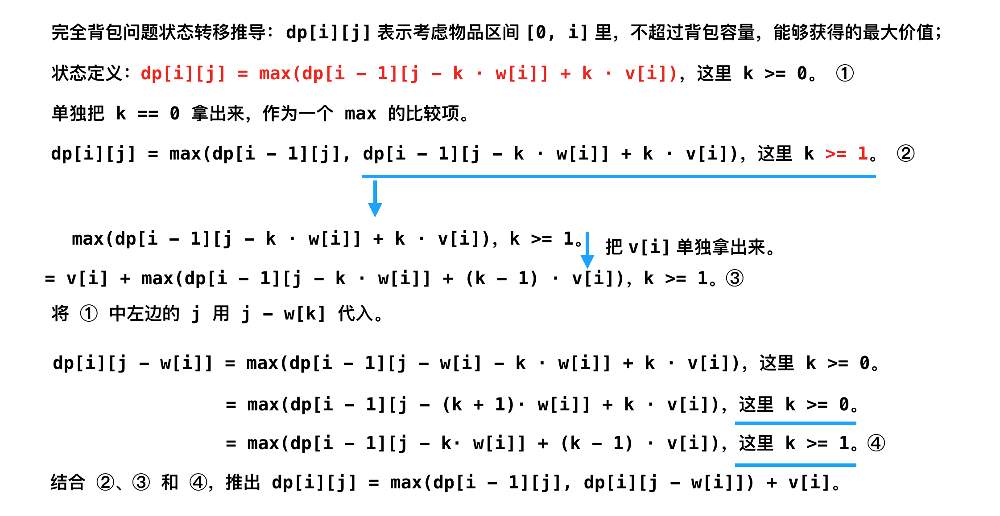 完全背包问题状态转移推导：dp[i][j] 表示考虑物品区间 [0, i] 里，不超过背包容量，能够获得的最大价值；
状态定义：dp[i][j] = max(dp[i − 1][j − k · w[i]] + k · v[i])，这里 k >= 0。 ①
单独把 k == 0 拿出来，作为一个 max 的比较项。
dp[i][j] = max(dp[i − 1][j], dp[i − 1][j − k · w[i]] + k · v[i])，这里 k >= 1。 ②
max(dp[i − 1][j − k · w[i]] + k · v[i])，k >= 1。
把 v[i] 单独拿出来。
= v[i] + max(dp[i − 1][j − k · w[i]] + (k − 1) · v[i])，k >= 1。③
将 ① 中左边的 j 用 j − w[k] 代入。
dp[i][j − w[i]] = max(dp[i − 1][j − w[i] − k · w[i]] + k · v[i])，这里 k >= 0。
= max(dp[i − 1][j − (k + 1)· w[i]] + k · v[i])，这里 k >= 0。
= max(dp[i − 1][j − k· w[i]] + (k − 1) · v[i])，这里 k >= 1。④
结合 ②、③ 和 ④，推出 dp[i][j] = max(dp[i − 1][j], dp[i][j − w[i]]) + v[i]。